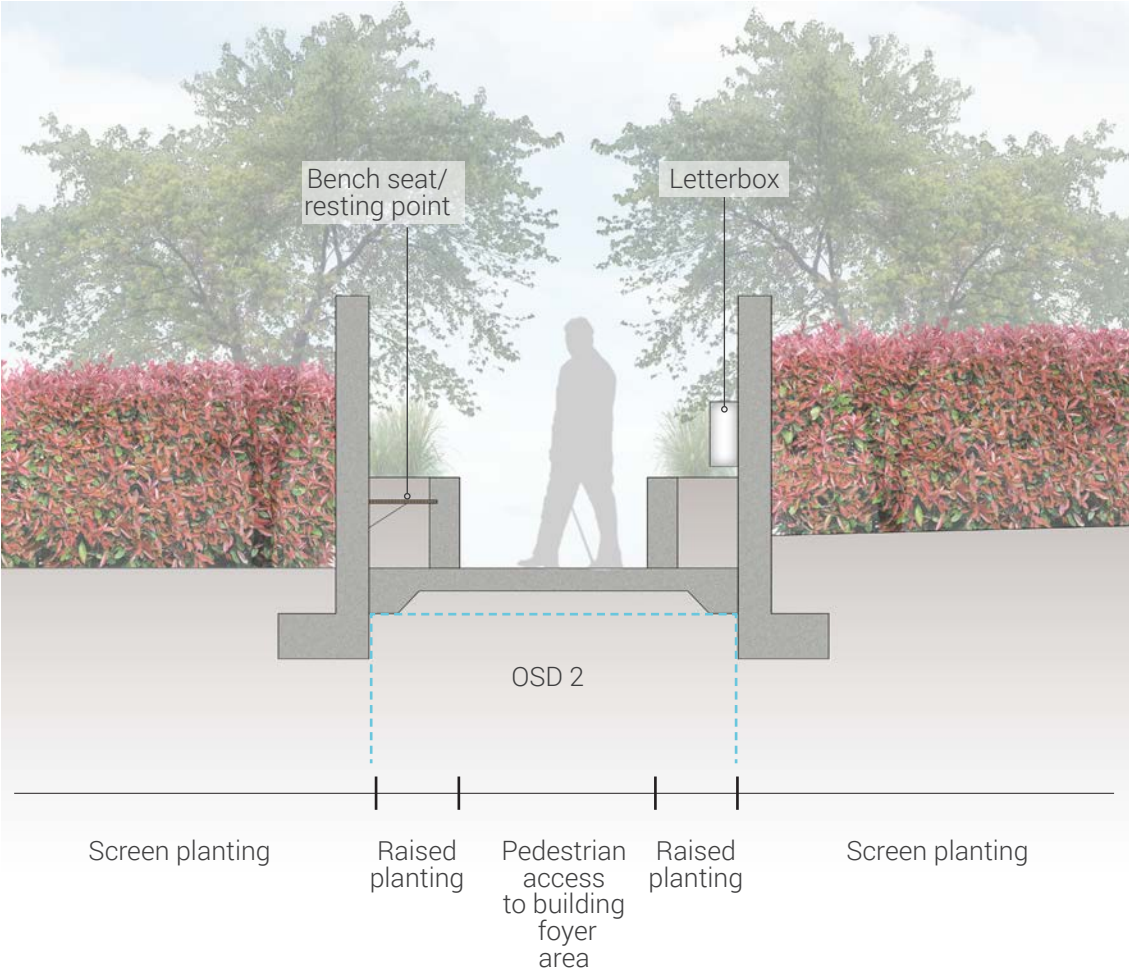 Bench seat/
resting point
Letterbox
OSD 2
Screen planting
Raised
planting
Pedestrian
access
to building
foyer
area
Raised
planting
Screen planting